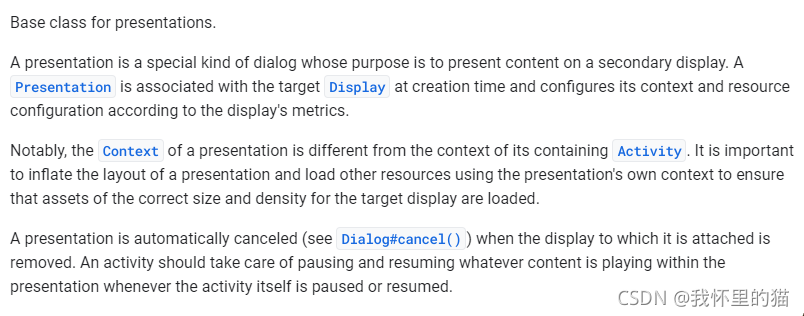 Base class for presentations.
A presentation is a special kind of dialog whose purpose is to present content on a secondary display. A
Presentation is associated with the target Display at creation time and configures its context and resource
configuration according to the display's metrics.
Notably, the Context of a presentation is different from the context of its containing Activity. It is important
to inflate the layout of a presentation and load other resources using the presentation's own context to ensure
that assets of the correct size and density for the target display are loaded.
A presentation is automatically canceled (see Dialog#cancel()) when the display to which it is attached is
removed. An activity should take care of pausing and resuming whatever content is playing within the
presentation whenever the activity itself is paused or resumed.
CSDN @我怀里的猫